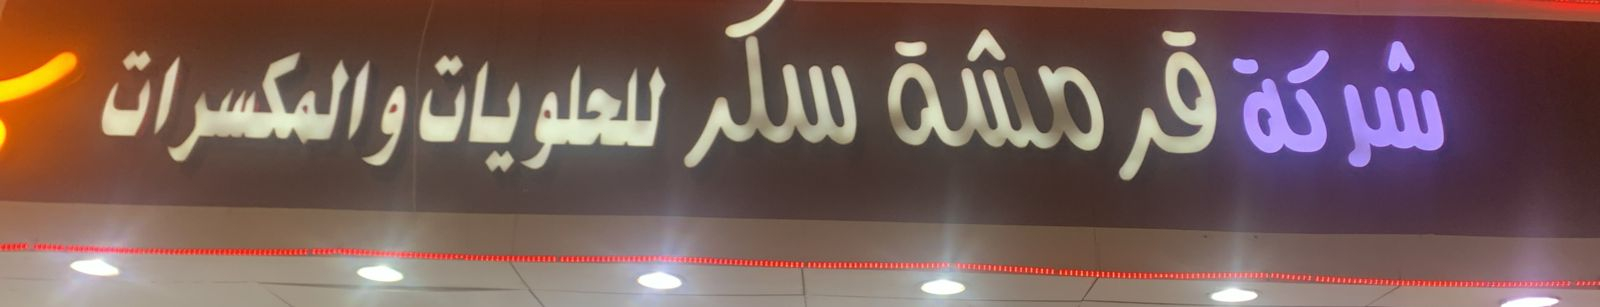 شركة قرمشة سكر للحلويات والمكسرات